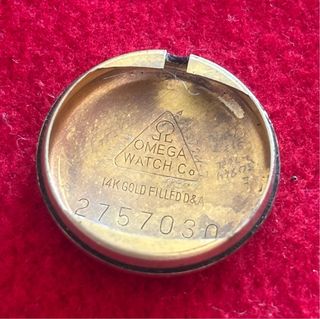 Ω
OMEGA
WATCH Co
14K GOLD FILLED D&A
2757030